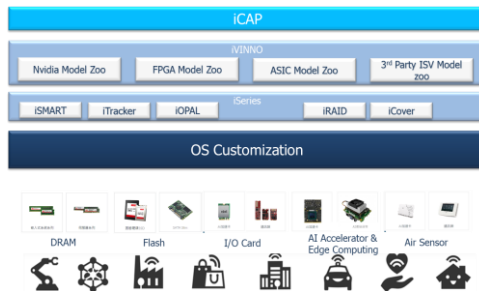 iCAP
iVINNO
Nvidia Model Zoo
FPGA Model Zoo
ASIC Model Zoo
3rd Party ISV Model
zoo
iSeries
iSMART
iTracker
iOPAL
iRAID
iCover
OS Customization
DRAM
Flash
I/O Card
AI Accelerator &
Edge Computing
Air Sensor